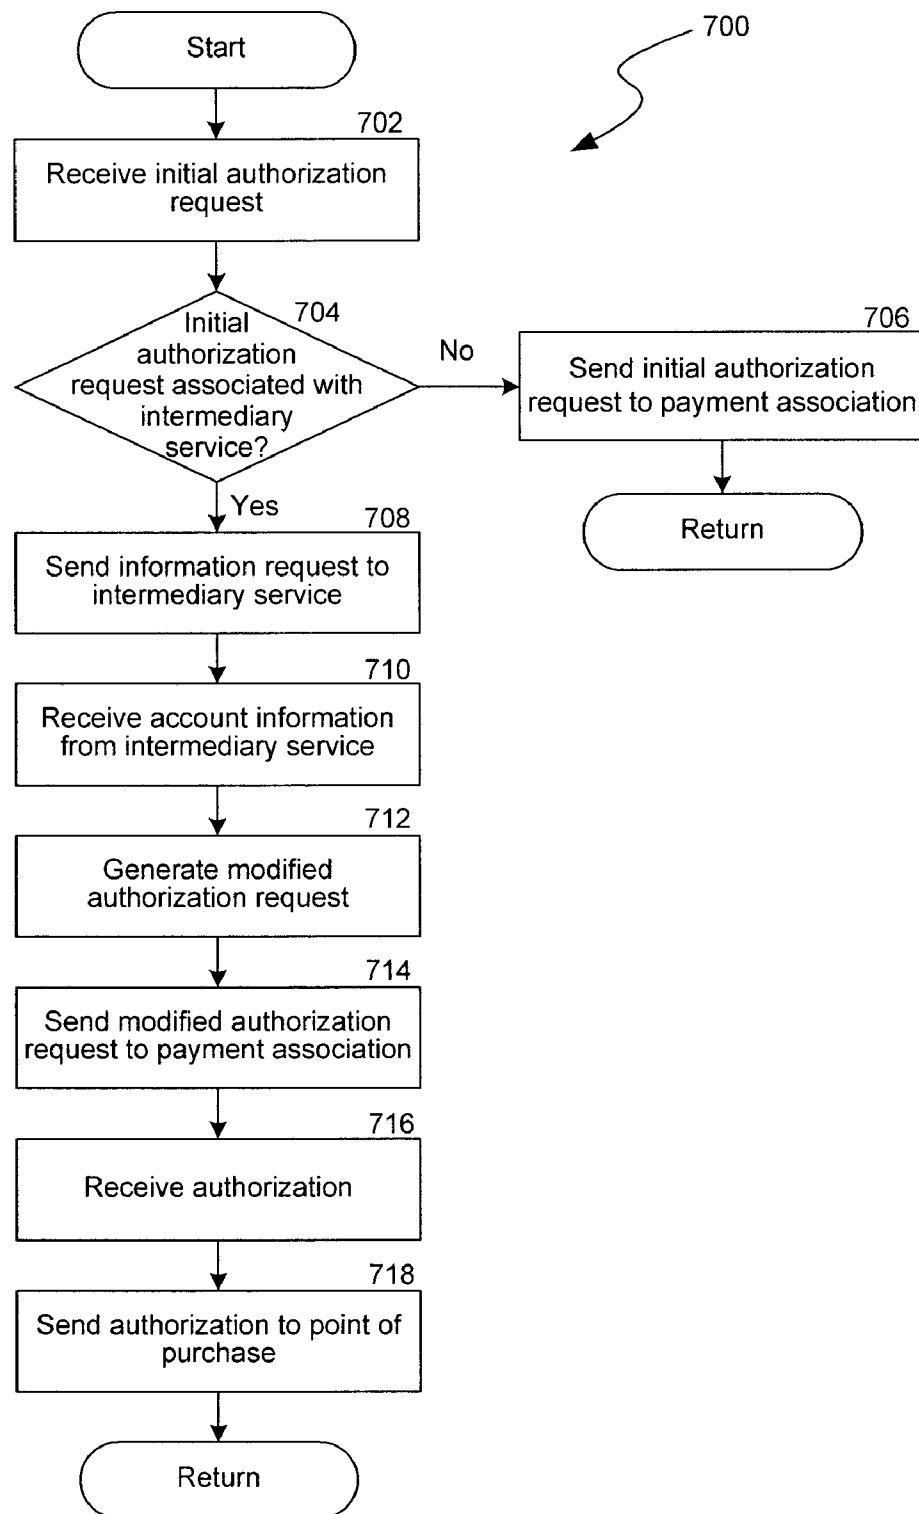 Start
700
702
Receive initial authorization
request
704
Initial
authorization
request associated with
intermediary
service?
No
706
Send initial authorization
request to payment association
Return
Yes
708
Send information request to
intermediary service
710
Receive account information
from intermediary service
712
Generate modified
authorization request
714
Send modified authorization
request to payment association
716
Receive authorization
718
Send authorization to point of
purchase
Return